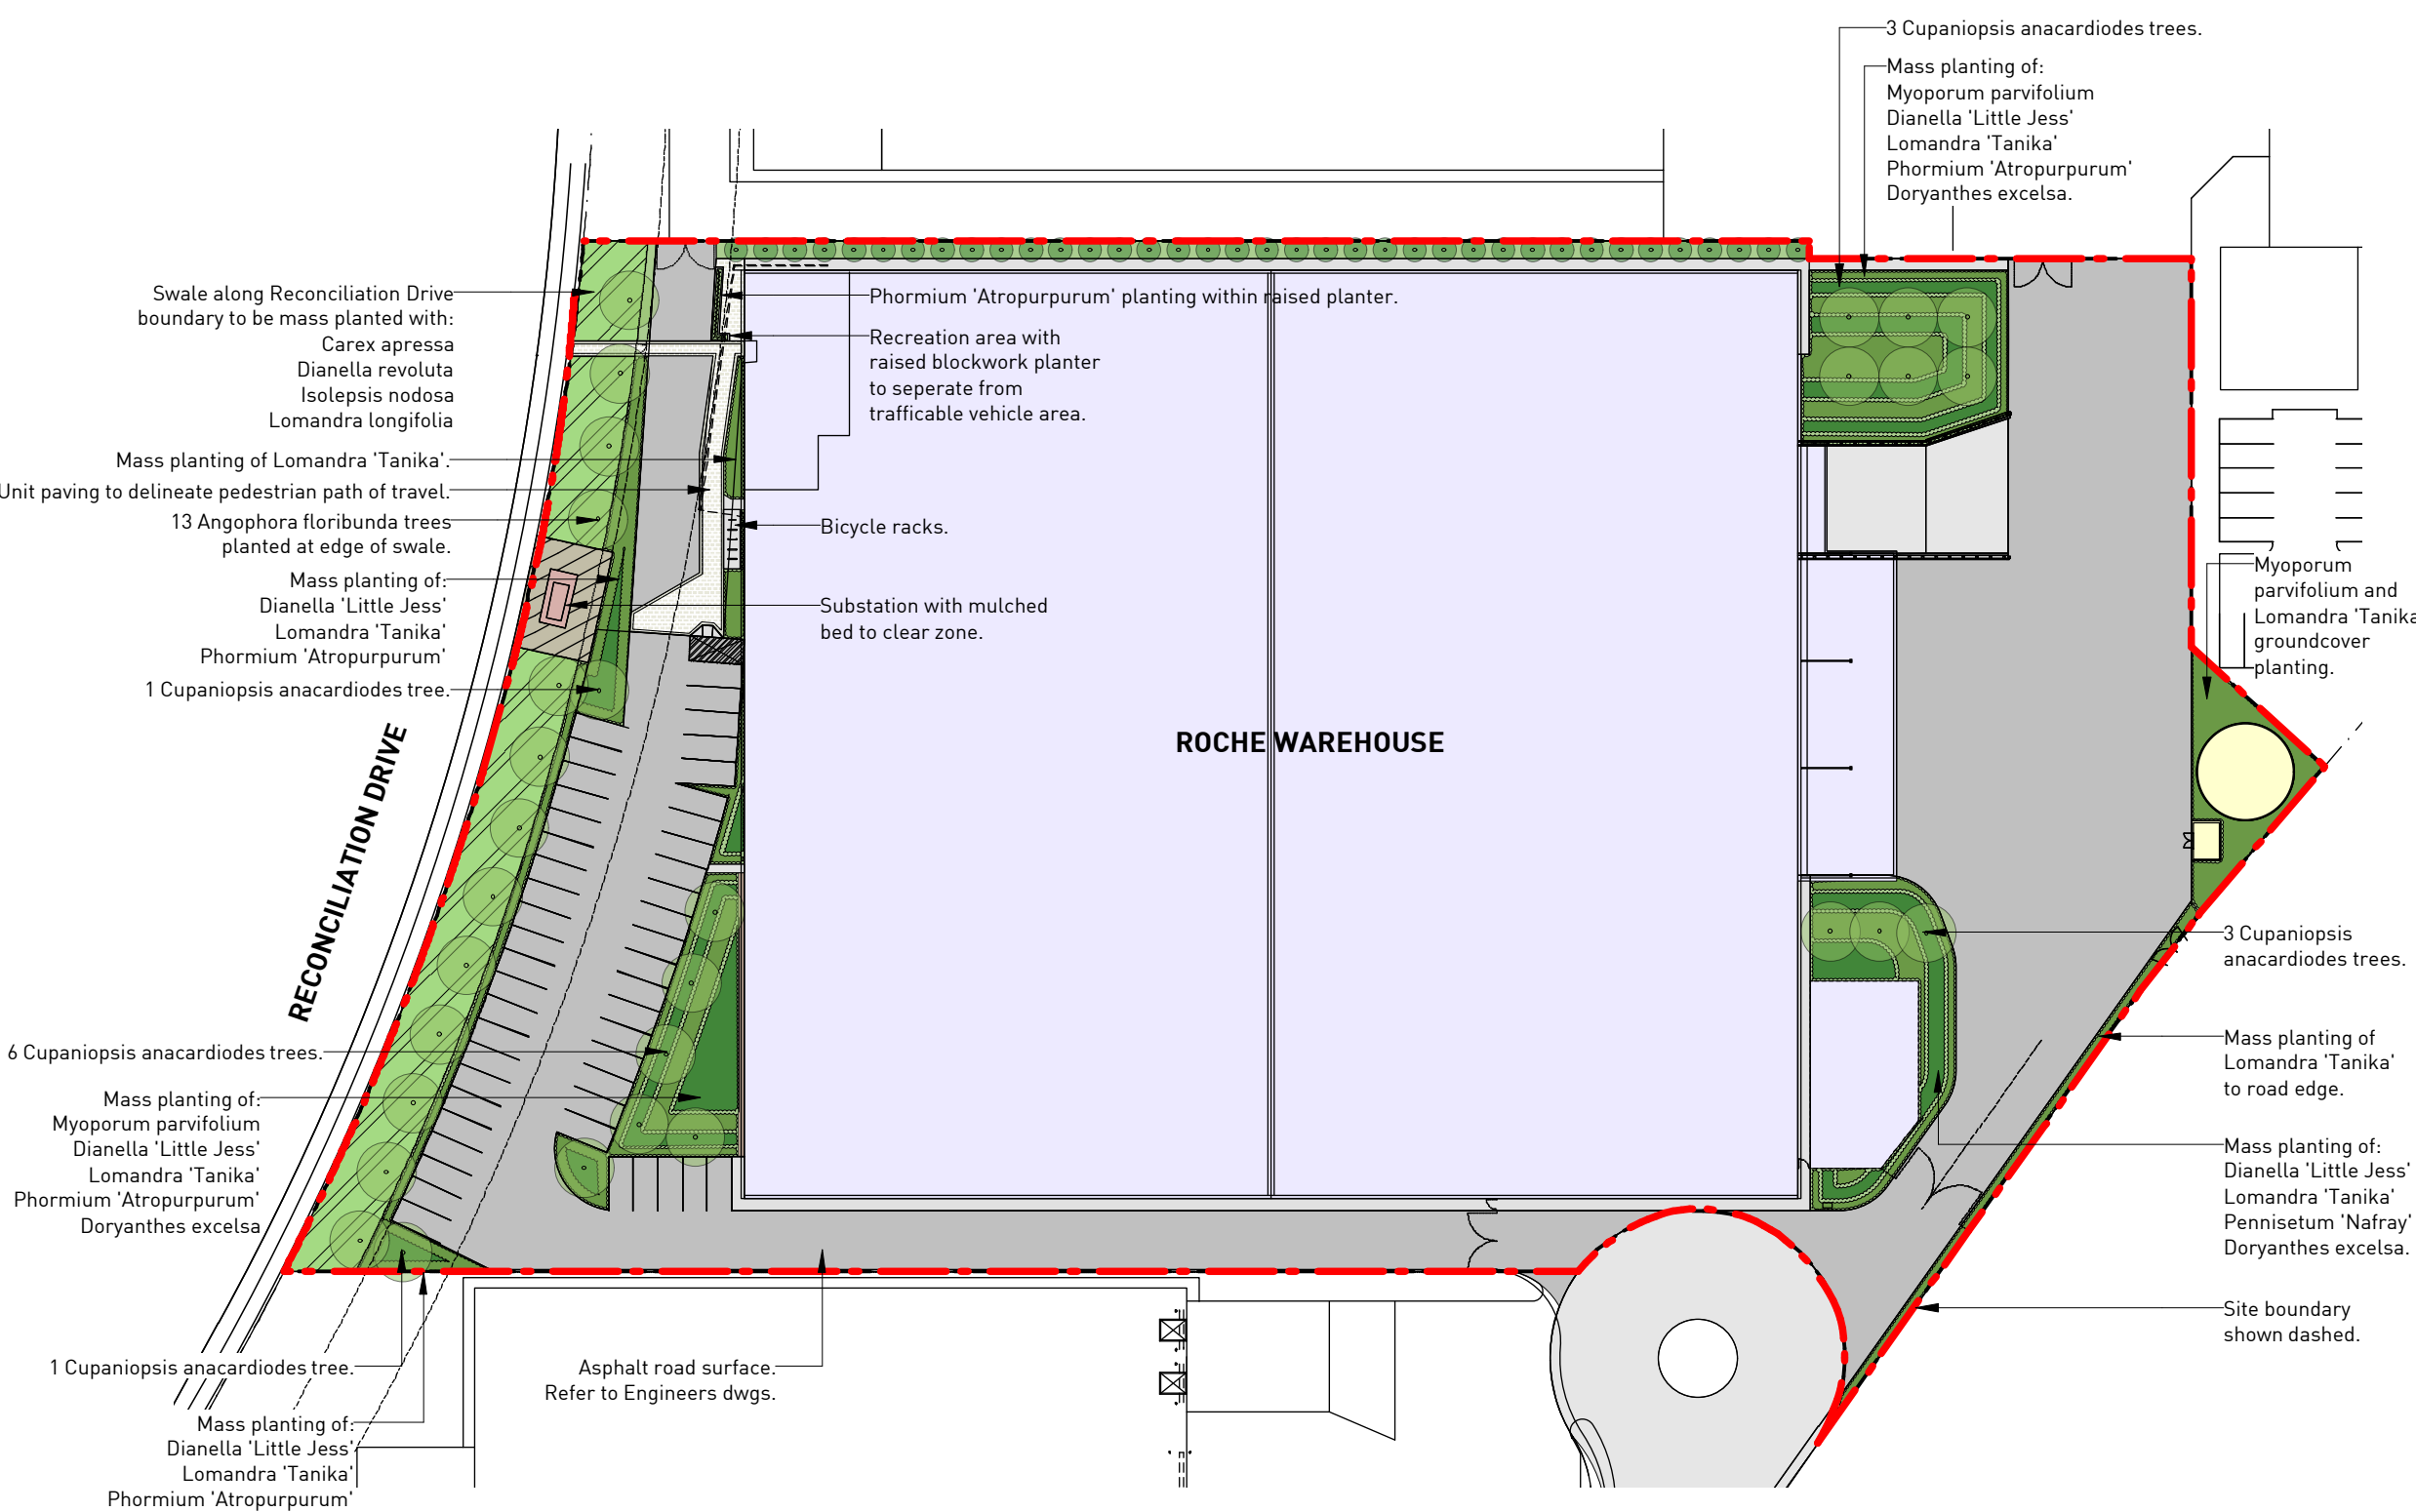 3 Cupaniopsis anacardiodes trees.
Mass planting of:
Myoporum parvifolium
Dianella 'Little Jess'
Lomandra 'Tanika'
Phormium 'Atropurpurum'
Doryanthes excelsa.
Swale along Reconciliation Drive
boundary to be mass planted with:
Carex apressa
Dianella revoluta
Isolepsis nodosa
Lomandra longifolia
Phormium 'Atropurpurum' planting within raised planter.
Recreation area with
raised blockwork planter
to seperate from
trafficable vehicle area.
Mass planting of Lomandra 'Tanika'.
Unit paving to delineate pedestrian path of travel.
13 Angophora floribunda trees
planted at edge of swale.
Bicycle racks.
Mass planting of:
Dianella 'Little Jess'
Lomandra 'Tanika'
Phormium 'Atropurpurum'
Substation with mulched
bed to clear zone.
1 Cupaniopsis anacardiodes tree.
Myoporum
parvifolium and
Lomandra 'Tanika
groundcover
planting.
ROCHE WAREHOUSE
RECONCILIATION DRIVE
3 Cupaniopsis
anacardiodes trees.
6 Cupaniopsis anacardiodes trees.
Mass planting of:
Myoporum parvifolium
Dianella 'Little Jess'
Lomandra 'Tanika'
Phormium 'Atropurpurum'
Doryanthes excelsa
Mass planting of
Lomandra 'Tanika'
to road edge.
Mass planting of:
Dianella 'Little Jess'
Lomandra 'Tanika'
Pennisetum 'Nafray'
Doryanthes excelsa.
Site boundary
shown dashed.
1 Cupaniopsis anacardiodes tree.
Asphalt road surface.
Refer to Engineers dwgs.
Mass planting of:
Dianella 'Little Jess'
Lomandra 'Tanika'
Phormium 'Atropurpurum'